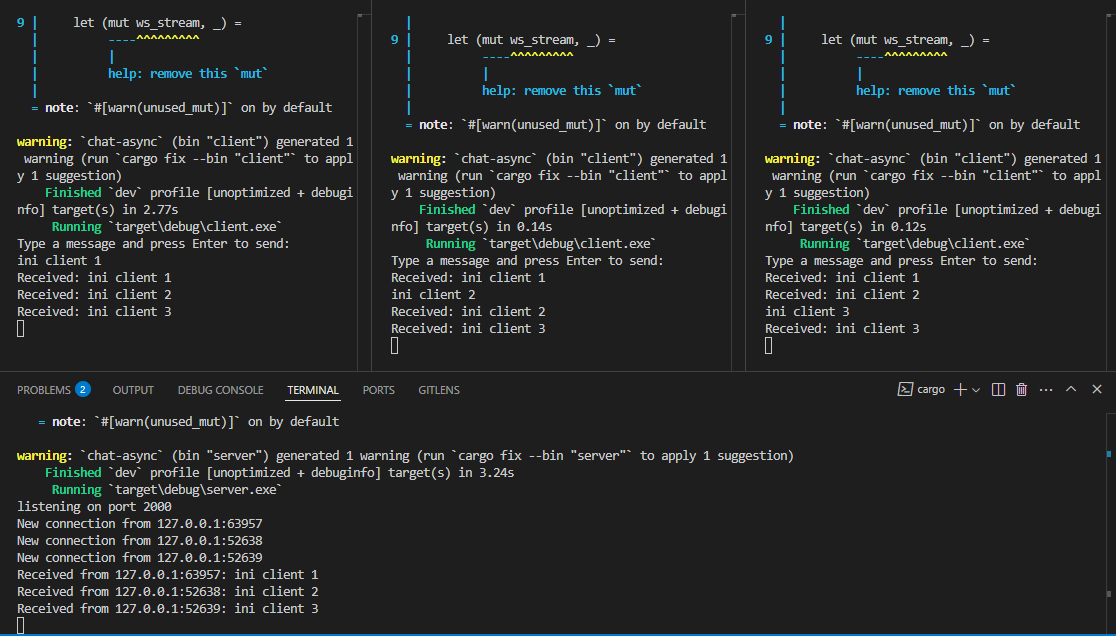 9 |     let (mut ws_stream, _) =
  |          ----^^^^^^^^^
  |          |
  |          help: remove this `mut`
  |
  = note: `#[warn(unused_mut)]` on by default
warning: `chat-async` (bin "client") generated 1
 warning (run `cargo fix --bin "client"` to appl
y 1 suggestion)
    Finished `dev` profile [unoptimized + debugi
nfo] target(s) in 2.77s
     Running `target\debug\client.exe`
Type a message and press Enter to send:
ini client 1
Received: ini client 1
Received: ini client 2
Received: ini client 3
  |
9 |     let (mut ws_stream, _) =
  |          ----^^^^^^^^^
  |          |
  |          help: remove this `mut`
  |
  = note: `#[warn(unused_mut)]` on by default
warning: `chat-async` (bin "client") generated 1
 warning (run `cargo fix --bin "client"` to appl
y 1 suggestion)
    Finished `dev` profile [unoptimized + debugi
nfo] target(s) in 0.14s
     Running `target\debug\client.exe`
Type a message and press Enter to send:
Received: ini client 1
ini client 2
Received: ini client 2
Received: ini client 3
  |
9 |     let (mut ws_stream, _) =
  |          ----^^^^^^^^^
  |          |
  |          help: remove this `mut`
  |
  = note: `#[warn(unused_mut)]` on by default
warning: `chat-async` (bin "client") generated 1
 warning (run `cargo fix --bin "client"` to appl
y 1 suggestion)
    Finished `dev` profile [unoptimized + debugi
nfo] target(s) in 0.12s
     Running `target\debug\client.exe`
Type a message and press Enter to send:
Received: ini client 1
Received: ini client 2
ini client 3
Received: ini client 3
PROBLEMS 2 OUTPUT DEBUG CONSOLE TERMINAL PORTS GITLENS cargo
   = note: `#[warn(unused_mut)]` on by default
warning: `chat-async` (bin "server") generated 1 warning (run `cargo fix --bin "server"` to apply 1 suggestion)
    Finished `dev` profile [unoptimized + debuginfo] target(s) in 3.24s
     Running `target\debug\server.exe`
listening on port 2000
New connection from 127.0.0.1:63957
New connection from 127.0.0.1:52638
New connection from 127.0.0.1:52639
Received from 127.0.0.1:63957: ini client 1
Received from 127.0.0.1:52638: ini client 2
Received from 127.0.0.1:52639: ini client 3